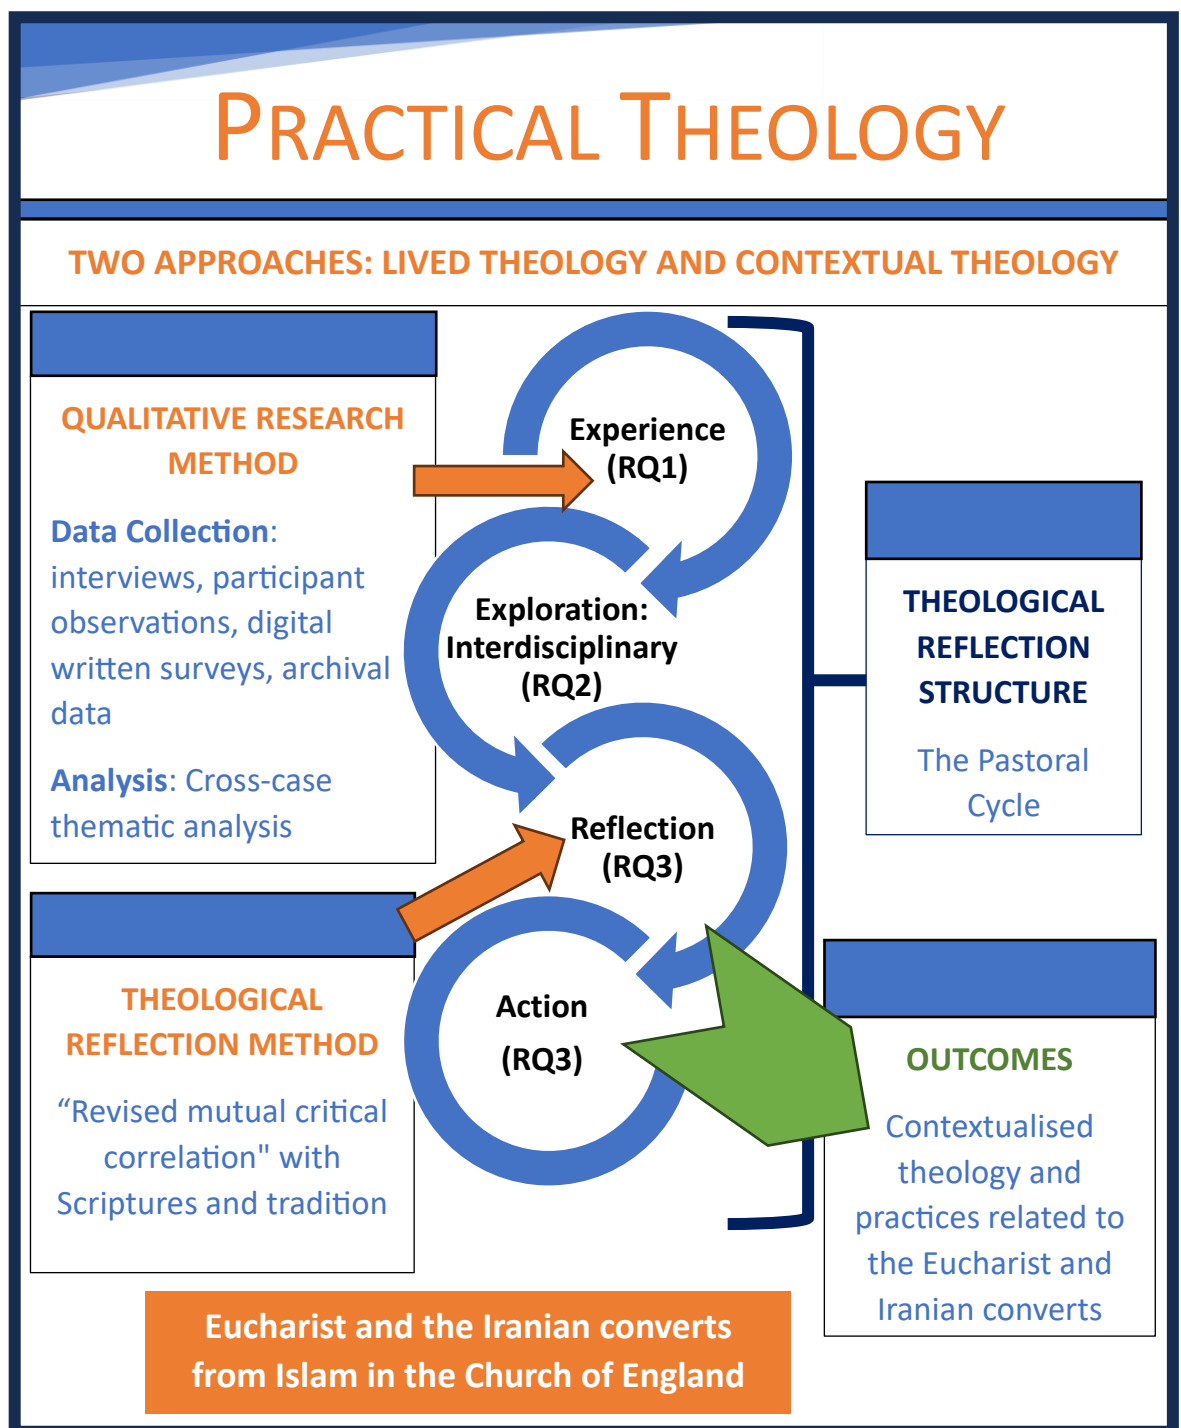 PRACTICAL THEOLOGY
TWO APPROACHES: LIVED THEOLOGY AND CONTEXTUAL THEOLOGY
QUALITATIVE RESEARCH
METHOD
Data Collection:
interviews, participant
observations, digital
written surveys, archival
data
Analysis: Cross-case
thematic analysis
Experience
(RQ1)
Exploration:
Interdisciplinary
(RQ2)
Reflection
(RQ3)
Action
(RQ3)
THEOLOGICAL
REFLECTION
STRUCTURE
The Pastoral
Cycle
THEOLOGICAL
REFLECTION METHOD
“Revised mutual critical
correlation" with
Scriptures and tradition
OUTCOMES
Contextualised
theology and
practices related to
the Eucharist and
Iranian converts
Eucharist and the Iranian converts
from Islam in the Church of England